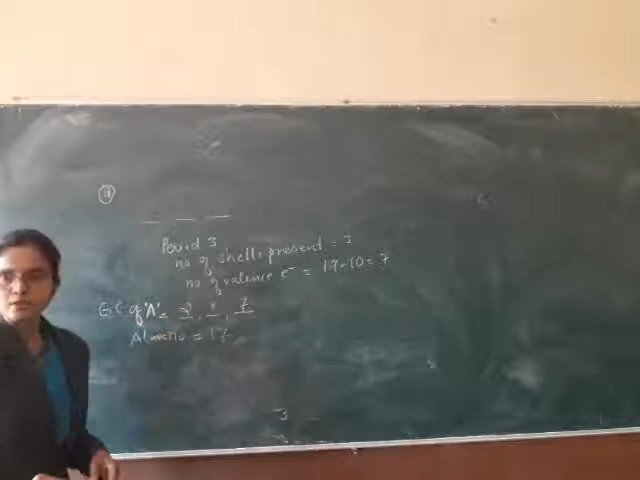 Period 3
no of shells present = 3
no of valence e⁻ = 17-10=7
E.C of 'A' = 2, 8, 7
At no = 17
3